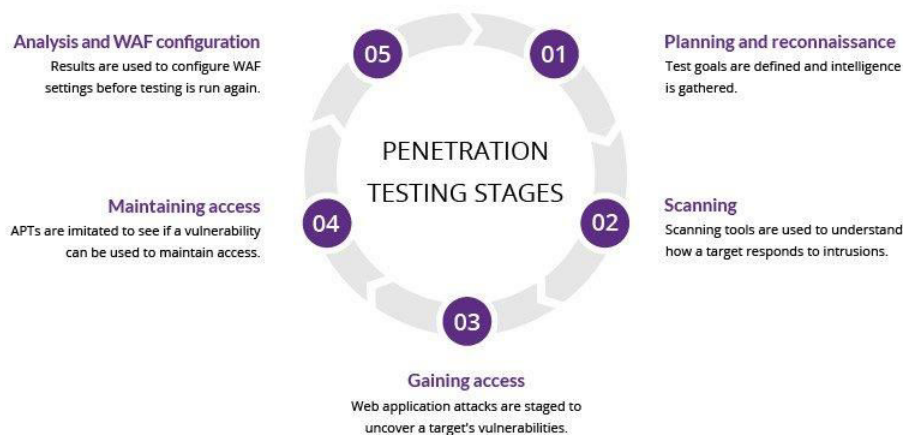 PENETRATION
TESTING STAGES
01
Planning and reconnaissance
Test goals are defined and intelligence
is gathered.
02
Scanning
Scanning tools are used to understand
how a target responds to intrusions.
03
Gaining access
Web application attacks are staged to
uncover a target's vulnerabilities.
04
Maintaining access
APTs are imitated to see if a vulnerability
can be used to maintain access.
05
Analysis and WAF configuration
Results are used to configure WAF
settings before testing is run again.